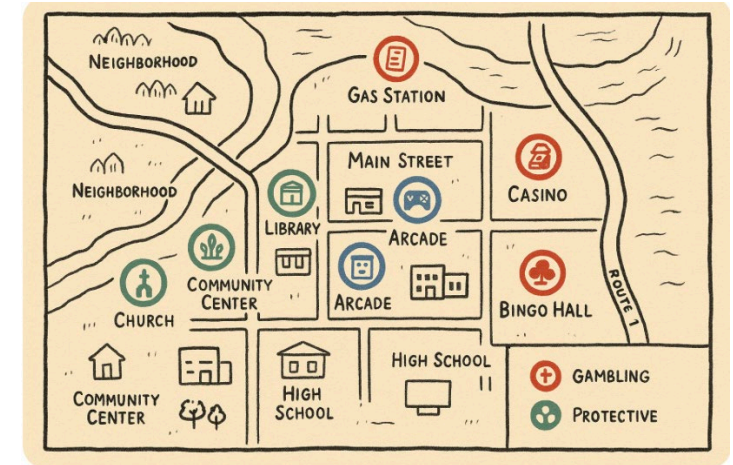 NEIGHBORHOOD
GAS STATION
MAIN STREET
NEIGHBORHOOD
CASINO
LIBRARY
ARCADE
COMMUNITY
CENTER
ARCADE
BINGO HALL
ROUTE 1
CHURCH
HIGH SCHOOL
COMMUNITY
CENTER
HIGH
SCHOOL
GAMBLING
PROTECTIVE